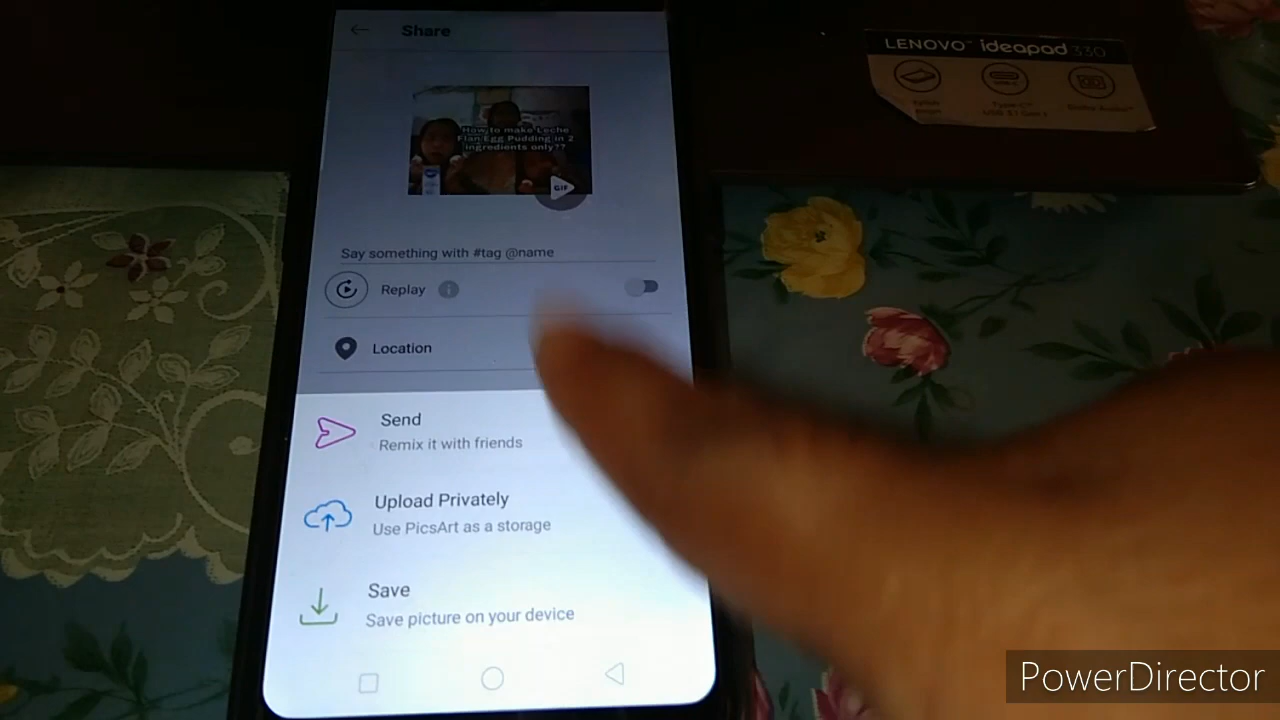 Share
How to make Leche
Flan Egg Pudding in 2
ingredients only??
GIF
Say something with #tag @name
Replay
Location
Send
Remix it with friends
Upload Privately
Use PicsArt as a storage
Save
Save picture on your device
LENOVO™ ideapad 330
PowerDirector